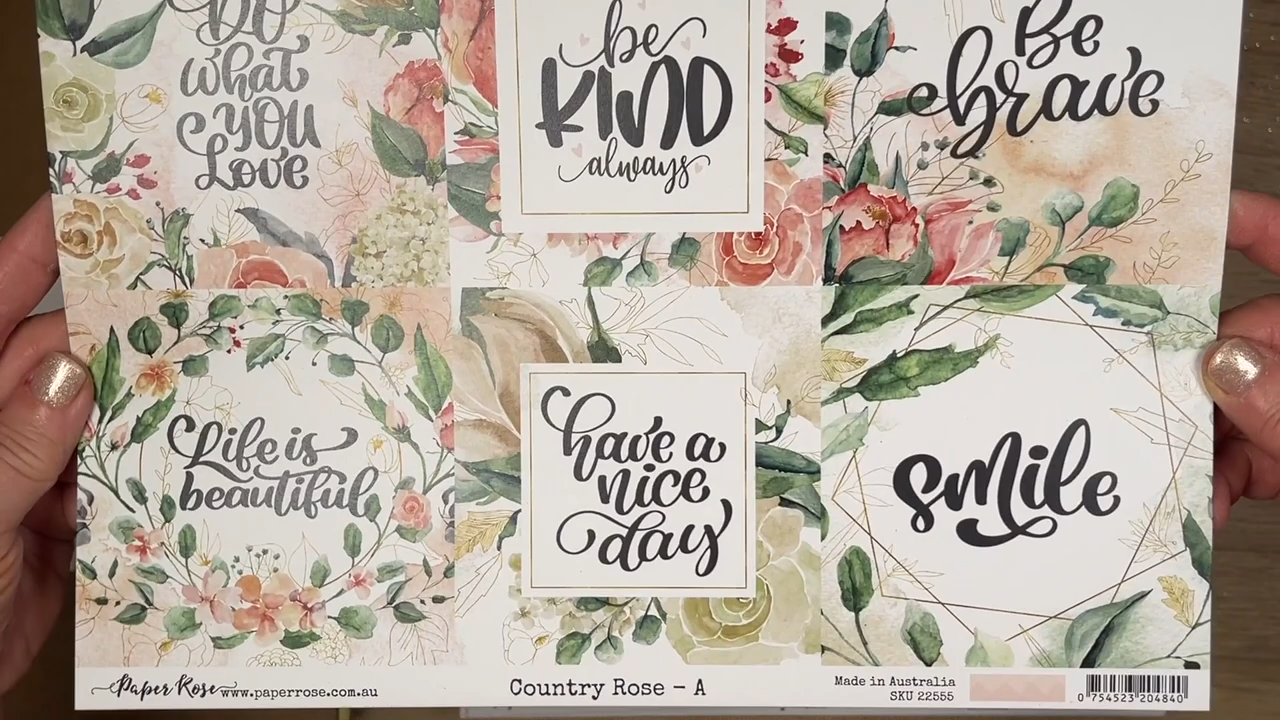 Do
what
you
Love
be
KIND
always
Be
brave
Life is
beautiful
have a
nice
day
smile
Paper Rose www.paperrose.com.au
Country Rose - A
Made in Australia
SKU 22555
0 754523 204840